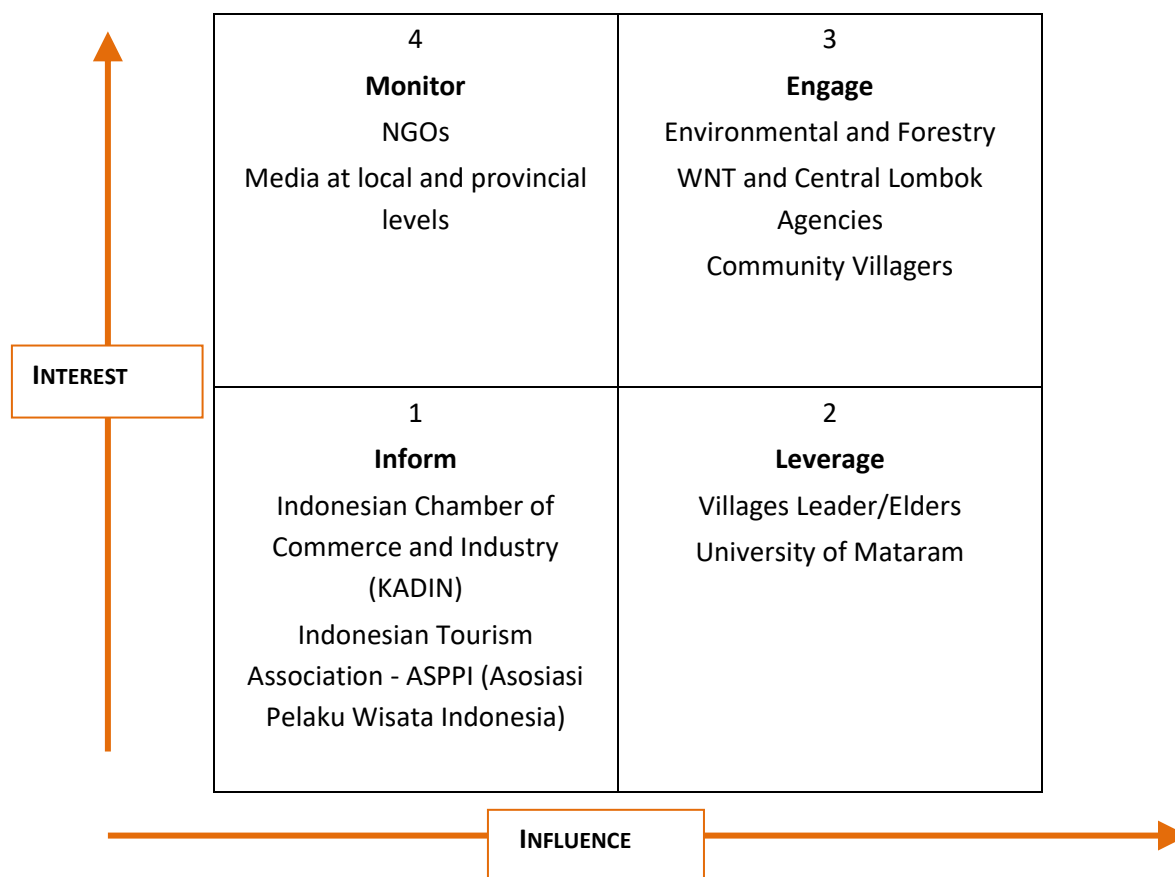 4
Monitor
NGOs
Media at local and provincial
levels
3
Engage
Environmental and Forestry
WNT and Central Lombok
Agencies
Community Villagers
INTEREST
1
Inform
Indonesian Chamber of
Commerce and Industry
(KADIN)
Indonesian Tourism
Association - ASPPI (Asosiasi
Pelaku Wisata Indonesia)
2
Leverage
Villages Leader/Elders
University of Mataram
INFLUENCE